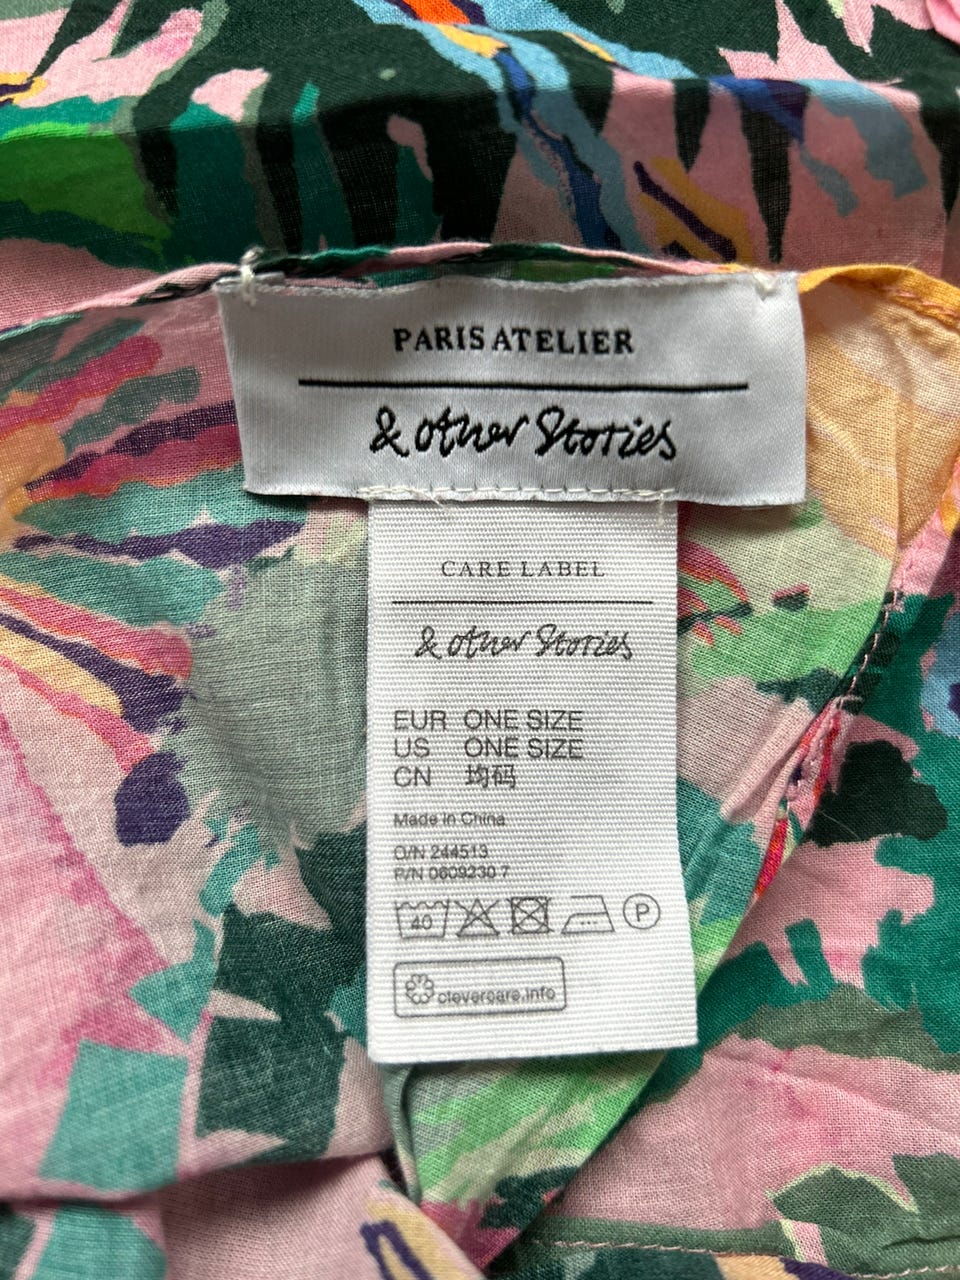 PARIS ATELIER
& other Stories
CARE LABEL
& other Stories
EUR ONE SIZE
US ONE SIZE
CN 均码
Made in China
O/N 244513
P/N 0609230 7
40
P
clevercare.info